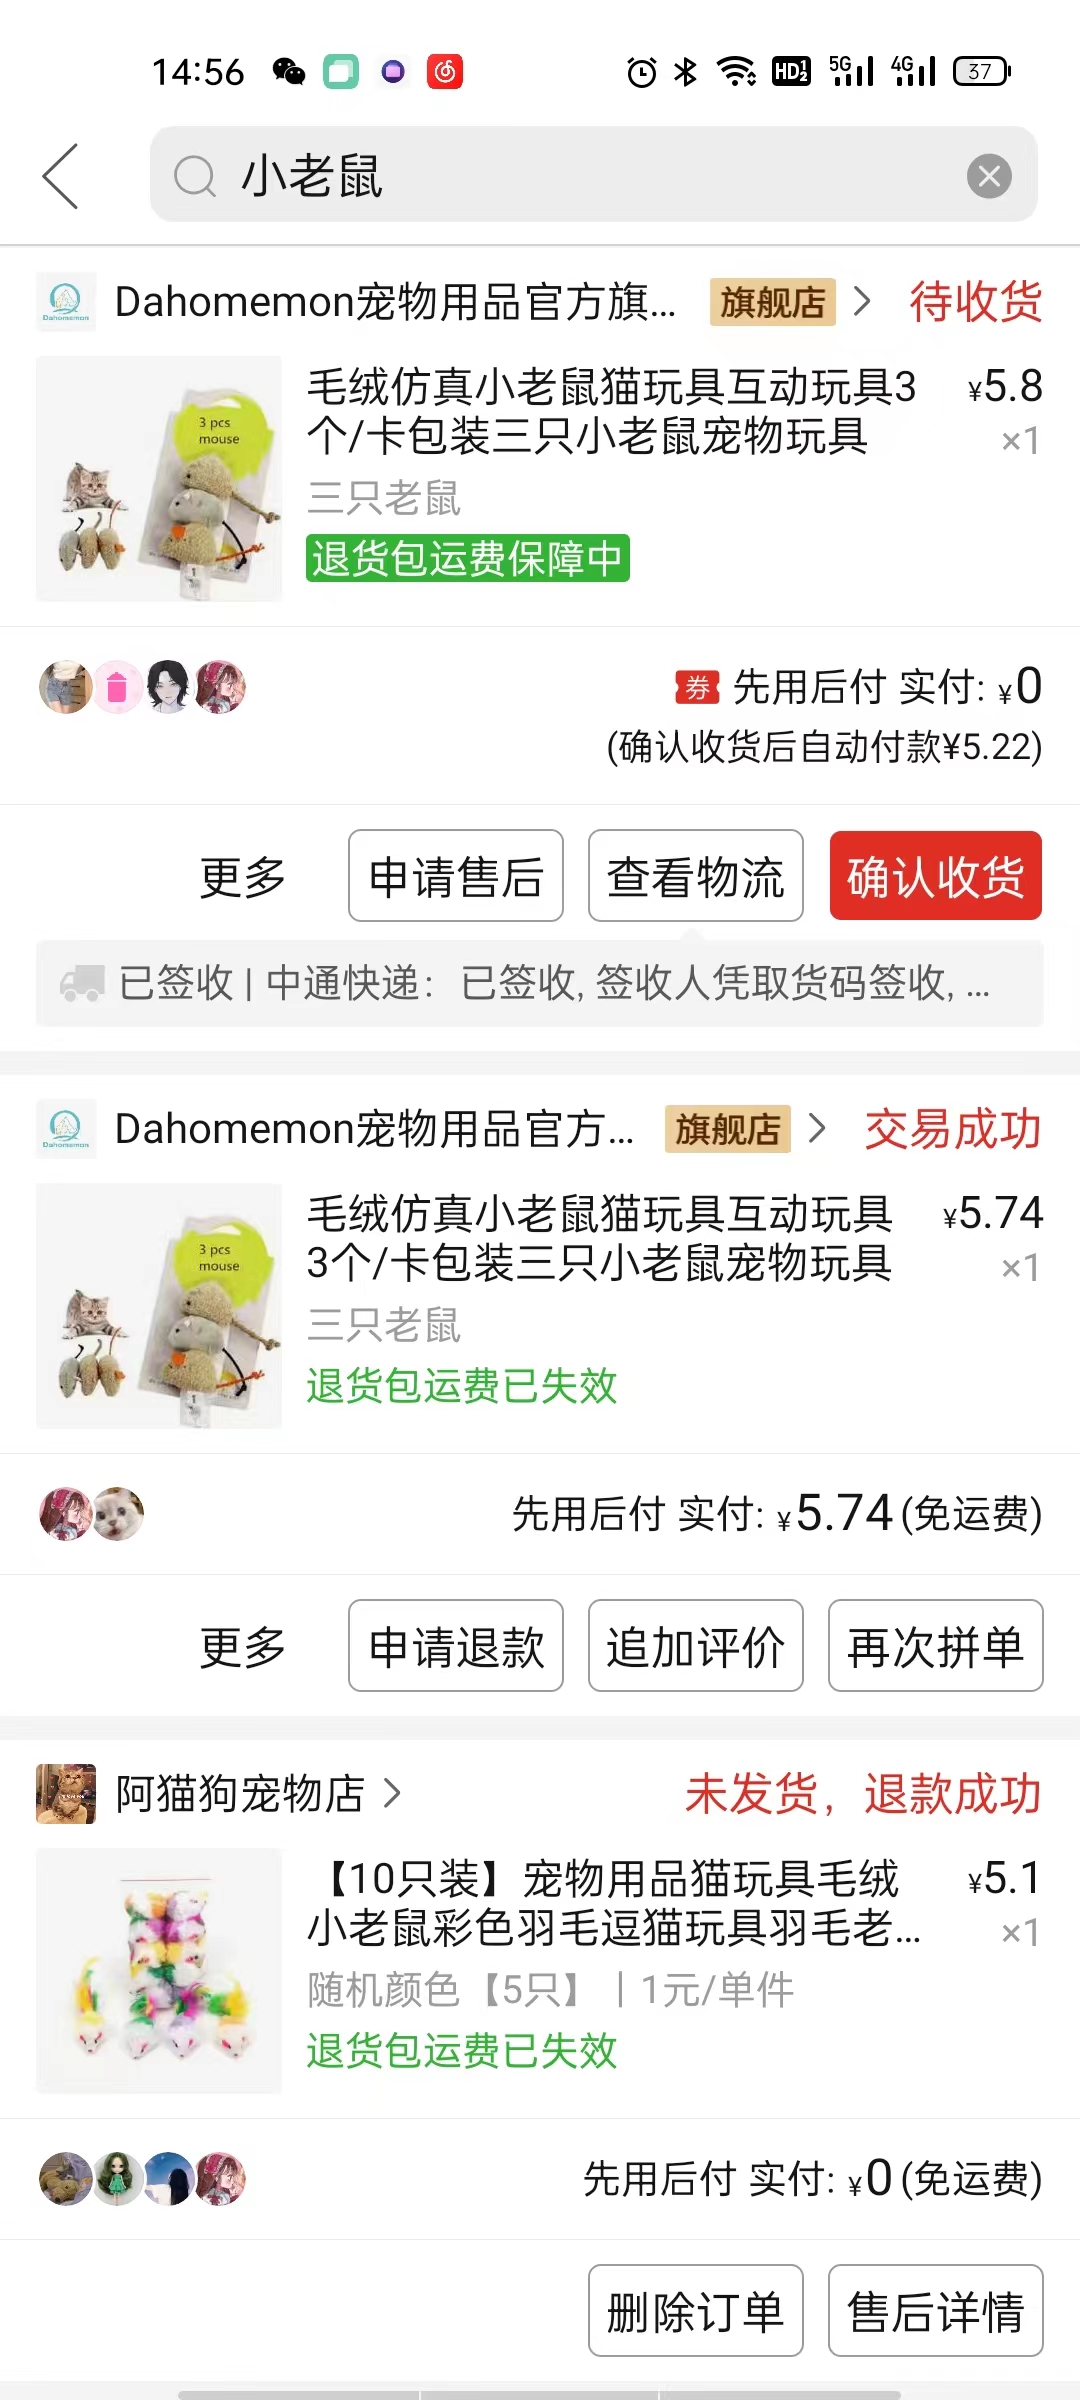 14:56
HD 1 2 5G 4G 37
小老鼠
Dahomemon宠物用品官方旗... 旗舰店 待收货
Dahomemon
毛绒仿真小老鼠猫玩具互动玩具3 ¥5.8
个/卡包装三只小老鼠宠物玩具 ×1
3 pcs
mouse
三只老鼠
退货包运费保障中
券 先用后付 实付: ¥0
(确认收货后自动付款¥5.22)
更多 申请售后 查看物流 确认收货
已签收 | 中通快递： 已签收, 签收人凭取货码签收, ...
Dahomemon宠物用品官方... 旗舰店 交易成功
Dahomemon
毛绒仿真小老鼠猫玩具互动玩具 ¥5.74
3个/卡包装三只小老鼠宠物玩具 ×1
3 pcs
mouse
三只老鼠
退货包运费已失效
先用后付 实付: ¥5.74 (免运费)
更多 申请退款 追加评价 再次拼单
阿猫狗宠物店 未发货，退款成功
【10只装】宠物用品猫玩具毛绒 ¥5.1
小老鼠彩色羽毛逗猫玩具羽毛老... ×1
随机颜色【5只】 | 1元/单件
退货包运费已失效
先用后付 实付: ¥0 (免运费)
删除订单 售后详情